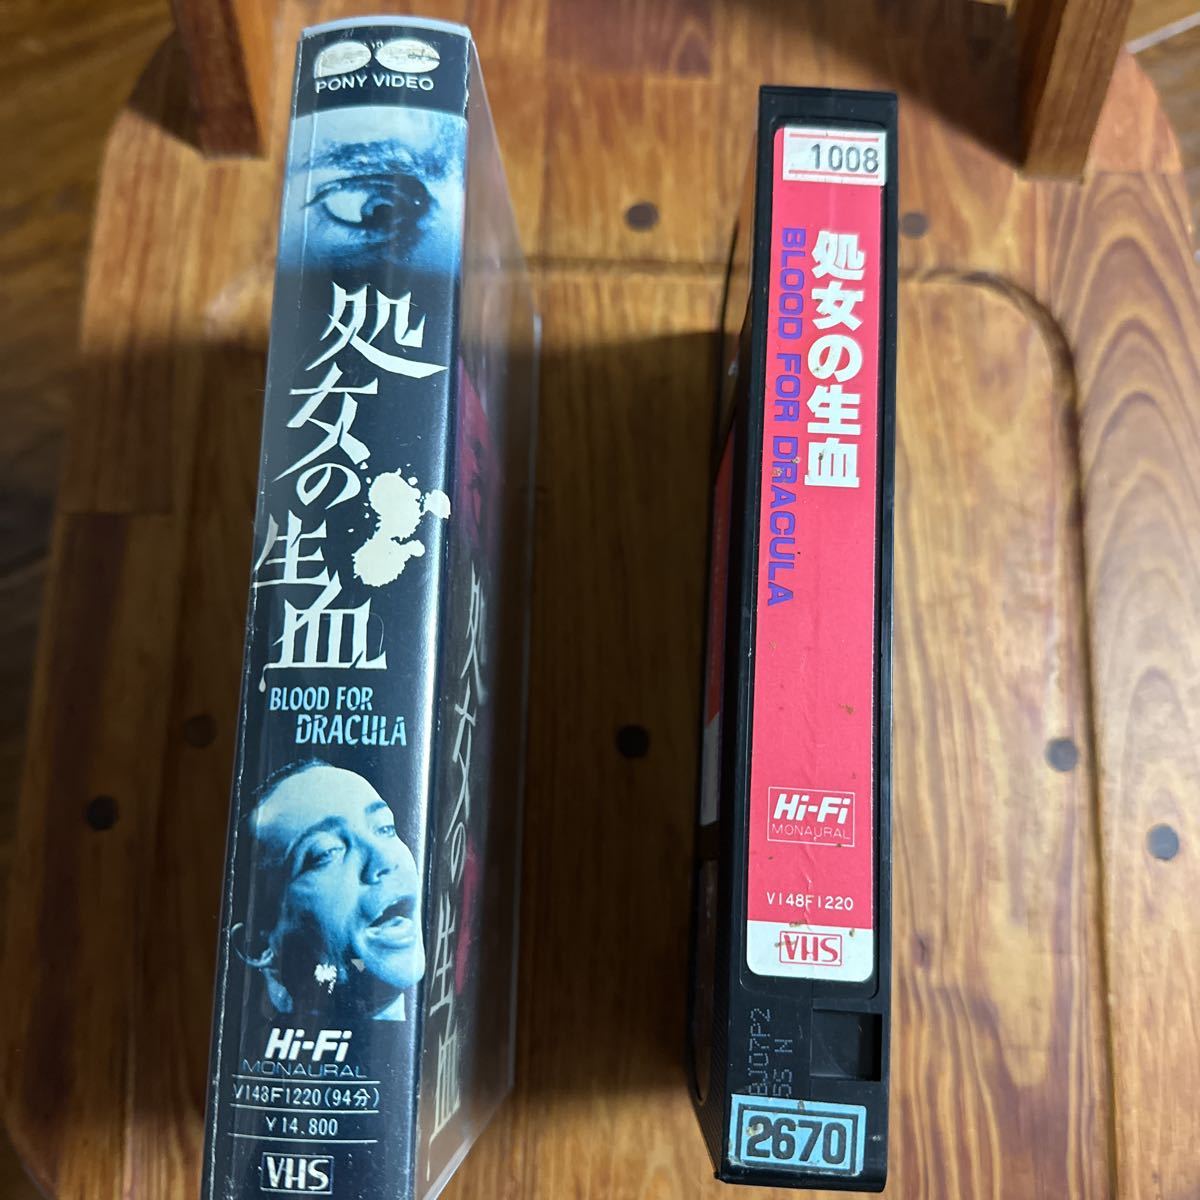 PONY VIDEO
処女の生血
BLOOD FOR
DRACULA
Hi-Fi
MONAURAL
V148F1220(94分)
¥14.800
VHS
処女の生血
1008
処女の生血
BLOOD FOR DRACULA
Hi-Fi
MONAURAL
V148F1220
VHS
BJ07P2
5S N
2670